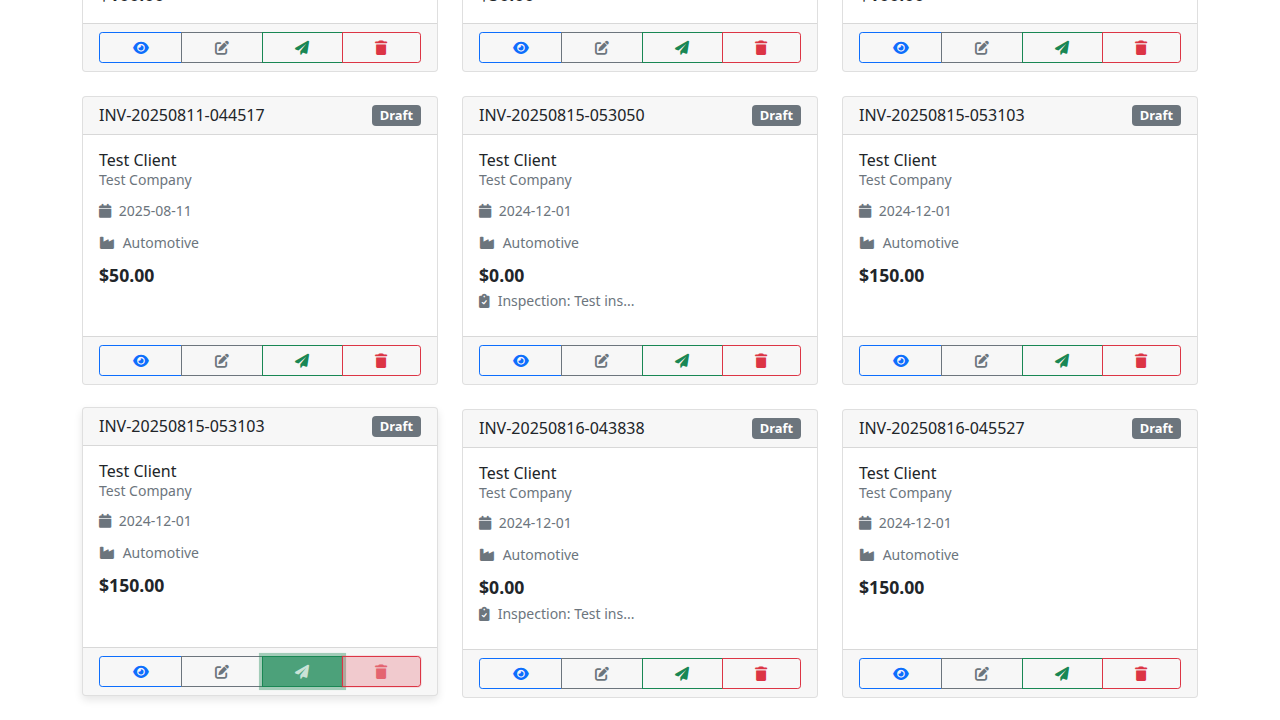 INV-20250811-044517 Draft
Test Client
Test Company
2025-08-11
Automotive
$50.00
INV-20250815-053050 Draft
Test Client
Test Company
2024-12-01
Automotive
$0.00
Inspection: Test ins...
INV-20250815-053103 Draft
Test Client
Test Company
2024-12-01
Automotive
$150.00
INV-20250815-053103 Draft
Test Client
Test Company
2024-12-01
Automotive
$150.00
INV-20250816-043838 Draft
Test Client
Test Company
2024-12-01
Automotive
$0.00
Inspection: Test ins...
INV-20250816-045527 Draft
Test Client
Test Company
2024-12-01
Automotive
$150.00